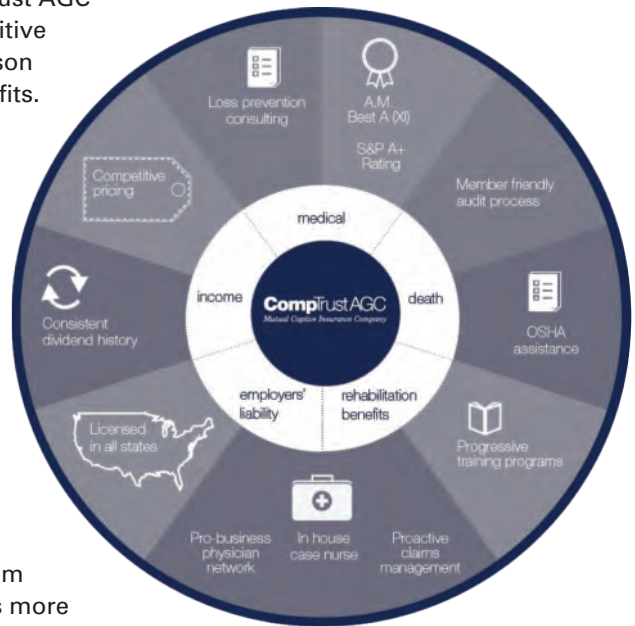 ust AGC
itive
son
fits.
Loss prevention
consulting
A.M.
Best A (XI)
S&P A+
Rating
Competitive
pricing
Member friendly
audit process
medical
income
CompTrustAGC
Mutual Captive Insurance Company
death
Consistent
dividend history
OSHA
assistance
employers'
liability
rehabilitation
benefits
Licensed
in all states
Progressive
training programs
Pro-business
physician
network
In house
case nurse
Proactive
claims
management
m
s more